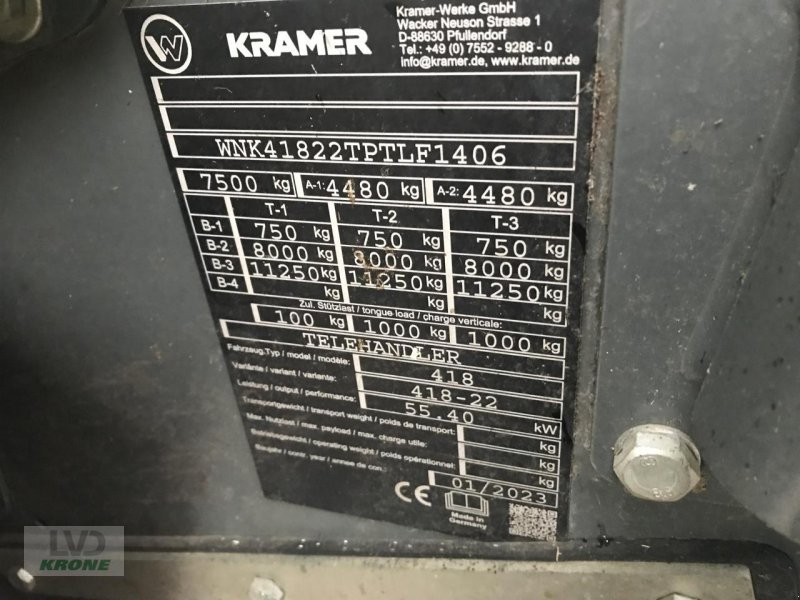 W
KRAMER
Kramer-Werke GmbH
Wacker Neuson Strasse 1
D-88630 Pfullendorf
Tel.: +49 (0) 7552 - 9288 - 0
info@kramer.de, www.kramer.de
WNK41822TPTLF1406
7500 kg A-1: 4480 kg A-2: 4480 kg
T-1 T-2 T-3
B-1 750 kg 750 kg 750 kg
B-2 8000 kg 8000 kg 8000 kg
B-3 11250 kg 11250 kg 11250 kg
B-4 kg kg kg
Zul. Stützlast / tongue load / charge verticale:
100 kg 1000 kg 1000 kg
TELEHANDLER
Fahrzeug.Typ / model / modèle: 418
Variante / variant / variante: 418-22
Leistung / output / performance: 55.40 kW
Transportgewicht / transport weight / poids de transport: kg
Max. Nutzlast / max. payload / max. charge utile: kg
Betriebsgewicht / operating weight / poids opérationnel: kg
Baujahr / constr. year / année de con.: 01/2023
CE
Made in
Germany
LVD
KRONE